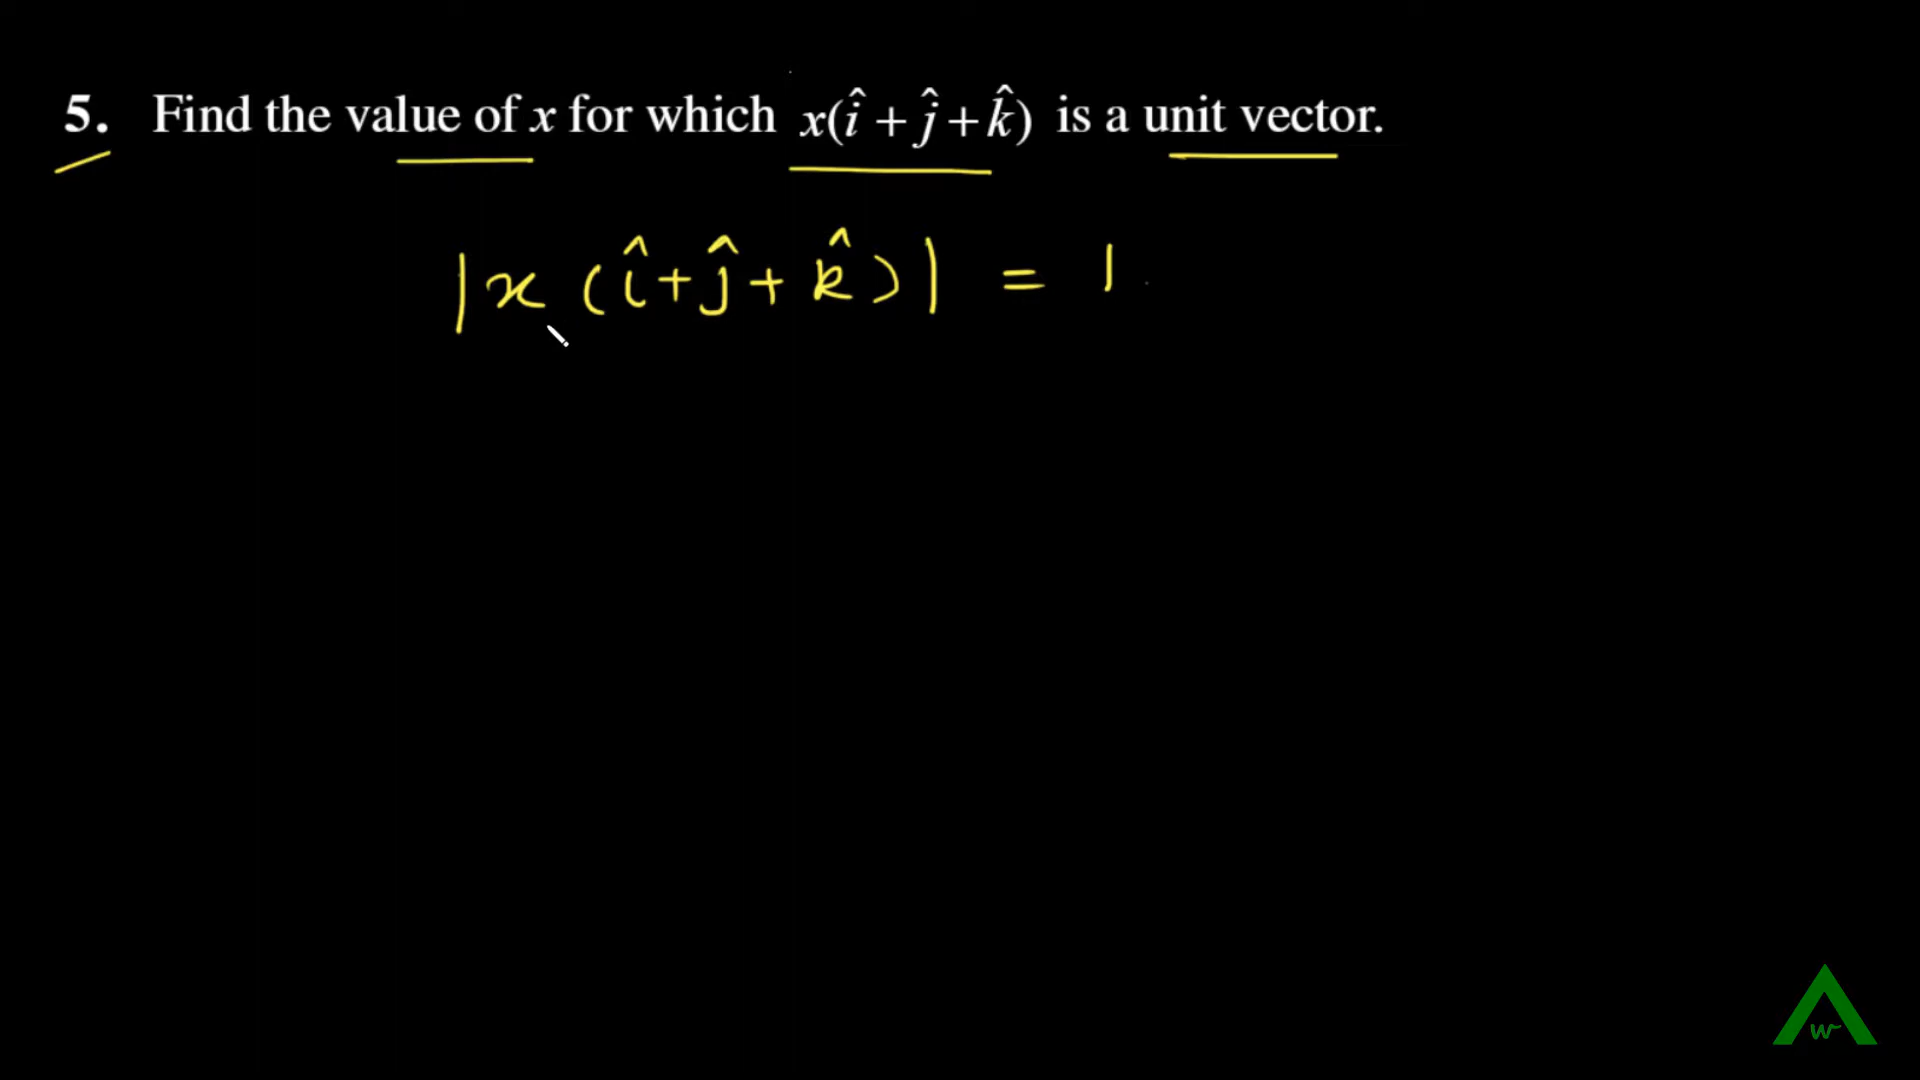 5. Find the value of x for which x(î + ĵ + k̂) is a unit vector.
|x (î + ĵ + k̂)| = 1
w